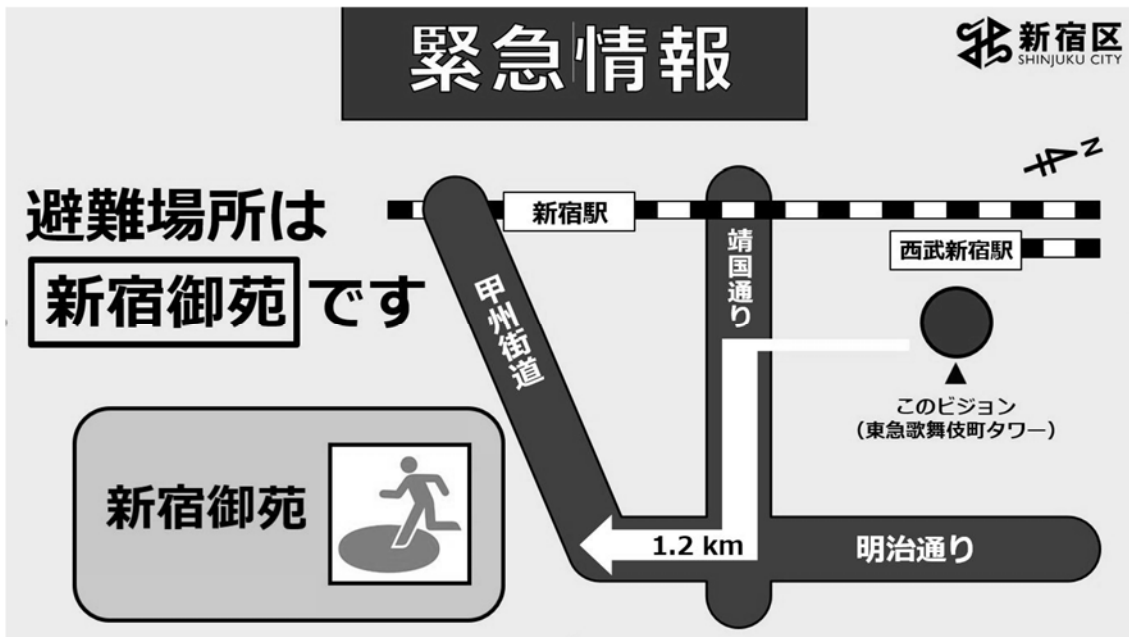 緊急情報
新宿区
SHINJUKU CITY
N
避難場所は
新宿御苑です
新宿駅
西武新宿駅
靖国通り
甲州街道
このビジョン
（東急歌舞伎町タワー）
新宿御苑
1.2 km
明治通り